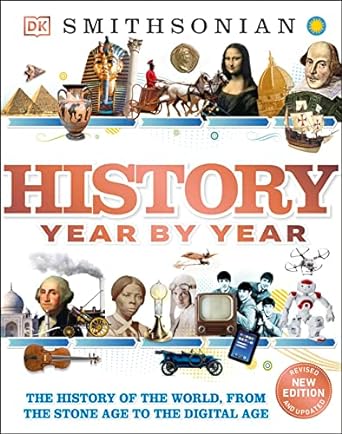 DK
SMITHSONIAN
HISTORY
YEAR BY YEAR
REVISED
NEW
EDITION
AND UPDATED
THE HISTORY OF THE WORLD, FROM
THE STONE AGE TO THE DIGITAL AGE